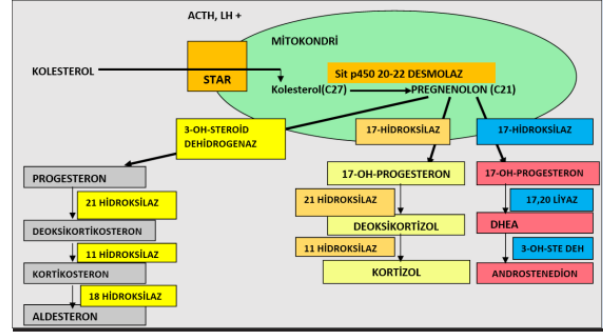 ACTH, LH +
MİTOKONDRİ
KOLESTEROL
STAR
Sit p450 20-22 DESMOLAZ
Kolesterol(C27)
PREGNENOLON (C21)
3-OH-STEROİD
DEHİDROGENAZ
17-HİDROKSİLAZ
17-HİDROKSİLAZ
PROGESTERON
17-OH-PROGESTERON
17-OH-PROGESTERON
21 HİDROKSİLAZ
21 HİDROKSİLAZ
17,20 LİYAZ
DEOKSİKORTİKOSTERON
DEOKSİKORTİZOL
DHEA
11 HİDROKSİLAZ
11 HİDROKSİLAZ
3-OH-STE DEH
KORTİKOSTERON
KORTİZOL
ANDROSTENEDİON
18 HİDROKSİLAZ
ALDESTERON